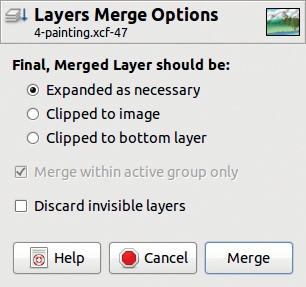 Layers Merge Options
4-painting.xcf-47
Final, Merged Layer should be:
Expanded as necessary
Clipped to image
Clipped to bottom layer
Merge within active group only
Discard invisible layers
Help Cancel Merge